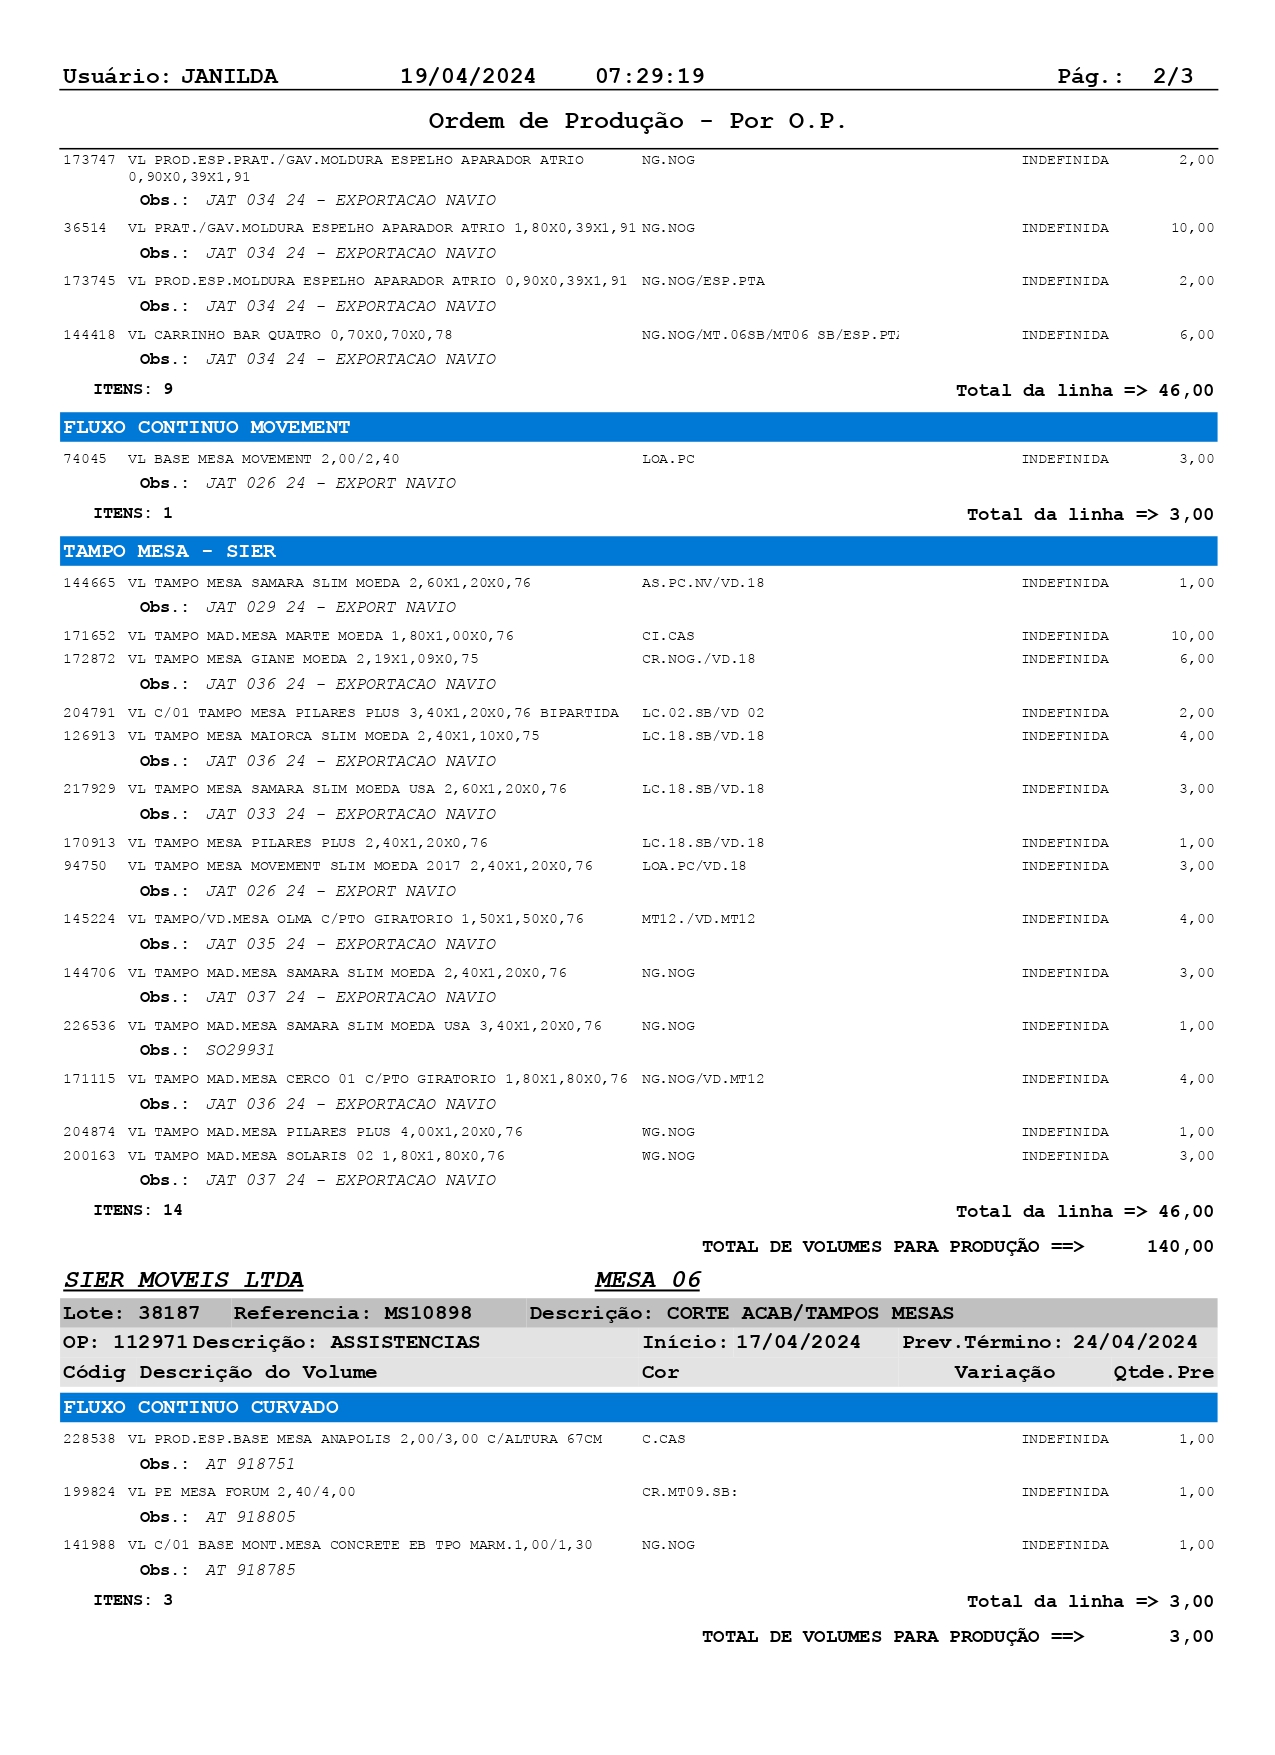 Usuário: JANILDA 19/04/2024 07:29:19 Pág.: 2/3
Ordem de Produção - Por O.P.
173747 VL PROD.ESP.PRAT./GAV.MOLDURA ESPELHO APARADOR ATRIO NG.NOG INDEFINIDA 2,00
0,90X0,39X1,91
Obs.: JAT 034 24 - EXPORTACAO NAVIO
36514 VL PRAT./GAV.MOLDURA ESPELHO APARADOR ATRIO 1,80X0,39X1,91 NG.NOG INDEFINIDA 10,00
Obs.: JAT 034 24 - EXPORTACAO NAVIO
173745 VL PROD.ESP.MOLDURA ESPELHO APARADOR ATRIO 0,90X0,39X1,91 NG.NOG/ESP.PTA INDEFINIDA 2,00
Obs.: JAT 034 24 - EXPORTACAO NAVIO
144418 VL CARRINHO BAR QUATRO 0,70X0,70X0,78 NG.NOG/MT.06SB/MT06 SB/ESP.PT INDEFINIDA 6,00
Obs.: JAT 034 24 - EXPORTACAO NAVIO
ITENS: 9 Total da linha => 46,00
FLUXO CONTINUO MOVEMENT
74045 VL BASE MESA MOVEMENT 2,00/2,40 LOA.PC INDEFINIDA 3,00
Obs.: JAT 026 24 - EXPORT NAVIO
ITENS: 1 Total da linha => 3,00
TAMPO MESA - SIER
144665 VL TAMPO MESA SAMARA SLIM MOEDA 2,60X1,20X0,76 AS.PC.NV/VD.18 INDEFINIDA 1,00
Obs.: JAT 029 24 - EXPORT NAVIO
171652 VL TAMPO MAD.MESA MARTE MOEDA 1,80X1,00X0,76 CI.CAS INDEFINIDA 10,00
172872 VL TAMPO MESA GIANE MOEDA 2,19X1,09X0,75 CR.NOG./VD.18 INDEFINIDA 6,00
Obs.: JAT 036 24 - EXPORTACAO NAVIO
204791 VL C/01 TAMPO MESA PILARES PLUS 3,40X1,20X0,76 BIPARTIDA LC.02.SB/VD 02 INDEFINIDA 2,00
126913 VL TAMPO MESA MAIORCA SLIM MOEDA 2,40X1,10X0,75 LC.18.SB/VD.18 INDEFINIDA 4,00
Obs.: JAT 036 24 - EXPORTACAO NAVIO
217929 VL TAMPO MESA SAMARA SLIM MOEDA USA 2,60X1,20X0,76 LC.18.SB/VD.18 INDEFINIDA 3,00
Obs.: JAT 033 24 - EXPORTACAO NAVIO
170913 VL TAMPO MESA PILARES PLUS 2,40X1,20X0,76 LC.18.SB/VD.18 INDEFINIDA 1,00
94750 VL TAMPO MESA MOVEMENT SLIM MOEDA 2017 2,40X1,20X0,76 LOA.PC/VD.18 INDEFINIDA 3,00
Obs.: JAT 026 24 - EXPORT NAVIO
145224 VL TAMPO/VD.MESA OLMA C/PTO GIRATORIO 1,50X1,50X0,76 MT12./VD.MT12 INDEFINIDA 4,00
Obs.: JAT 035 24 - EXPORTACAO NAVIO
144706 VL TAMPO MAD.MESA SAMARA SLIM MOEDA 2,40X1,20X0,76 NG.NOG INDEFINIDA 3,00
Obs.: JAT 037 24 - EXPORTACAO NAVIO
226536 VL TAMPO MAD.MESA SAMARA SLIM MOEDA USA 3,40X1,20X0,76 NG.NOG INDEFINIDA 1,00
Obs.: SO29931
171115 VL TAMPO MAD.MESA CERCO 01 C/PTO GIRATORIO 1,80X1,80X0,76 NG.NOG/VD.MT12 INDEFINIDA 4,00
Obs.: JAT 036 24 - EXPORTACAO NAVIO
204874 VL TAMPO MAD.MESA PILARES PLUS 4,00X1,20X0,76 WG.NOG INDEFINIDA 1,00
200163 VL TAMPO MAD.MESA SOLARIS 02 1,80X1,80X0,76 WG.NOG INDEFINIDA 3,00
Obs.: JAT 037 24 - EXPORTACAO NAVIO
ITENS: 14 Total da linha => 46,00
TOTAL DE VOLUMES PARA PRODUÇÃO ==> 140,00
SIER MOVEIS LTDA MESA 06
Lote: 38187 Referencia: MS10898 Descrição: CORTE ACAB/TAMPOS MESAS
OP: 112971 Descrição: ASSISTENCIAS Início: 17/04/2024 Prev.Término: 24/04/2024
Códig Descrição do Volume Cor Variação Qtde.Pre
FLUXO CONTINUO CURVADO
228538 VL PROD.ESP.BASE MESA ANAPOLIS 2,00/3,00 C/ALTURA 67CM C.CAS INDEFINIDA 1,00
Obs.: AT 918751
199824 VL PE MESA FORUM 2,40/4,00 CR.MT09.SB: INDEFINIDA 1,00
Obs.: AT 918805
141988 VL C/01 BASE MONT.MESA CONCRETE EB TPO MARM.1,00/1,30 NG.NOG INDEFINIDA 1,00
Obs.: AT 918785
ITENS: 3 Total da linha => 3,00
TOTAL DE VOLUMES PARA PRODUÇÃO ==> 3,00